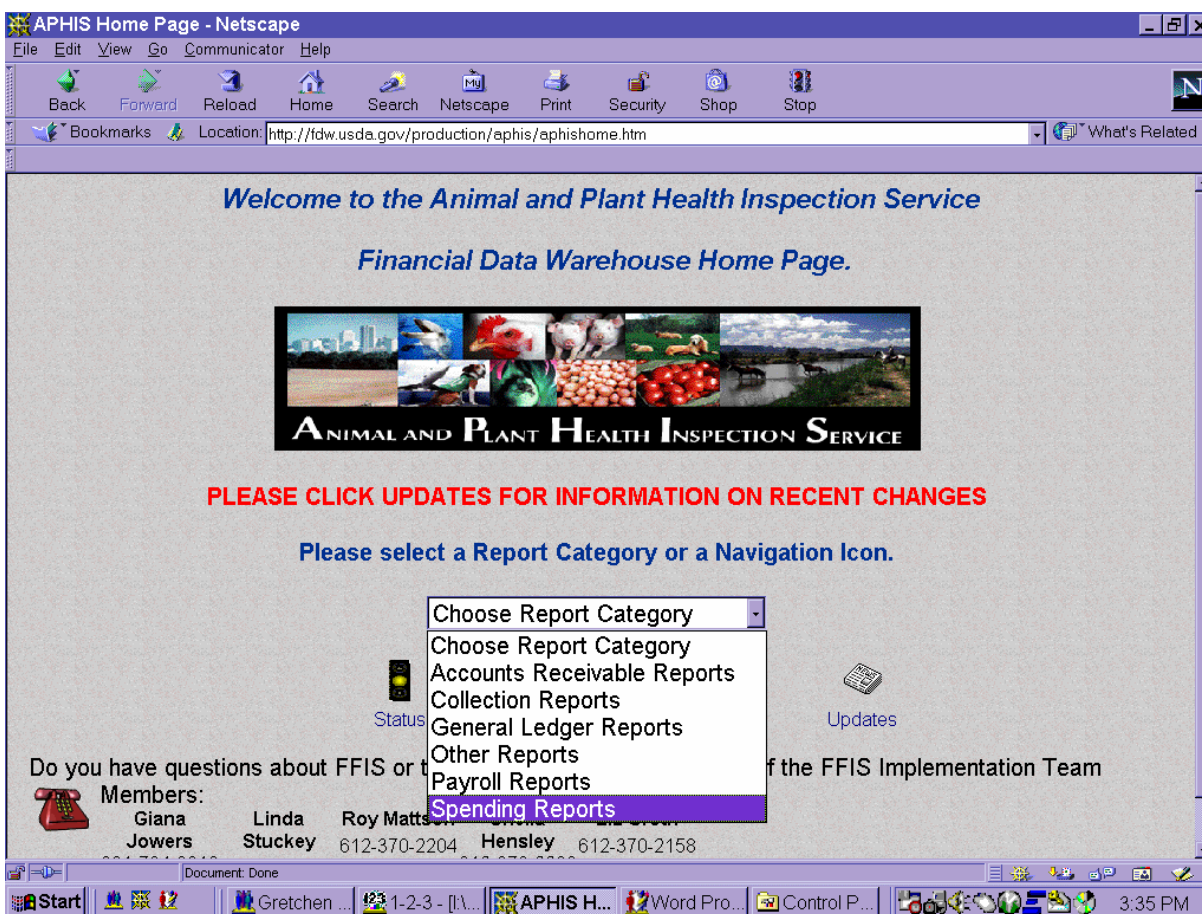 APHIS Home Page - Netscape
File Edit View Go Communicator Help
My
N
Back Forward Reload Home Search Netscape Print Security Shop Stop
Bookmarks Location: http://fdw.usda.gov/production/aphis/aphishome.htm What's Related
Welcome to the Animal and Plant Health Inspection Service
Financial Data Warehouse Home Page.
ANIMAL AND PLANT HEALTH INSPECTION SERVICE
PLEASE CLICK UPDATES FOR INFORMATION ON RECENT CHANGES
Please select a Report Category or a Navigation Icon.
Choose Report Category
Choose Report Category
Accounts Receivable Reports
Collection Reports
General Ledger Reports
Other Reports
Payroll Reports
Spending Reports
Status
NEWS
Updates
Do you have questions about FFIS or t of the FFIS Implementation Team
Members:
Giana Linda Roy
Jowers Stuckey 612-370-2204 Hensley 612-370-2158
Document: Done
Start Gretchen ... 1-2-3 - [I:\... APHIS H... Word Pro... Control P... 3:35 PM